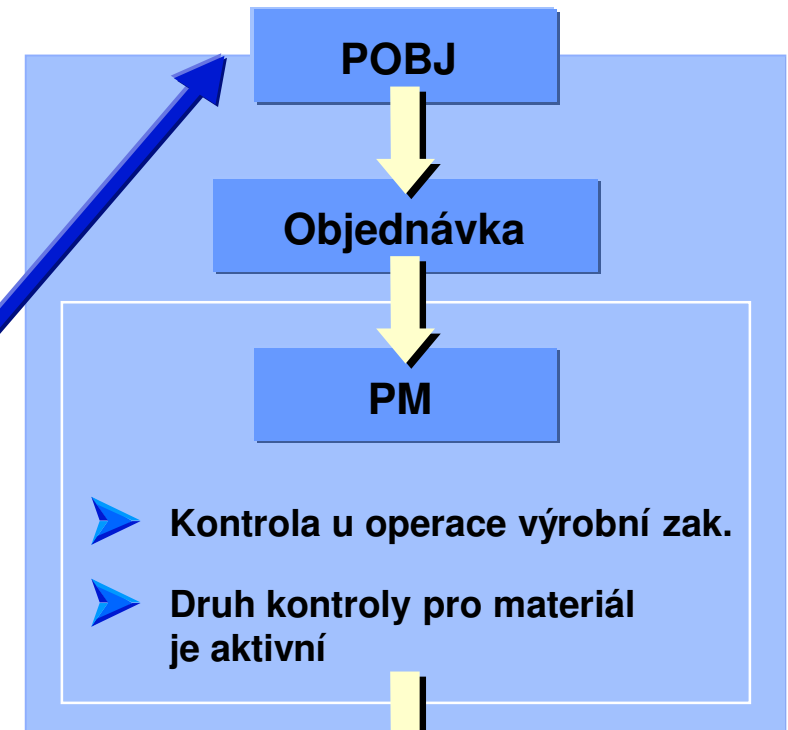 POBJ
Objednávka
PM
Kontrola u operace výrobní zak.
Druh kontroly pro materiál
je aktivní